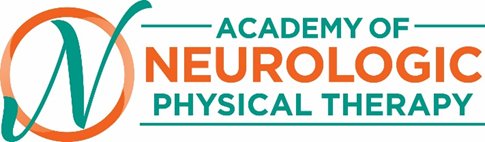 N
ACADEMY OF
NEUROLOGIC
PHYSICAL THERAPY